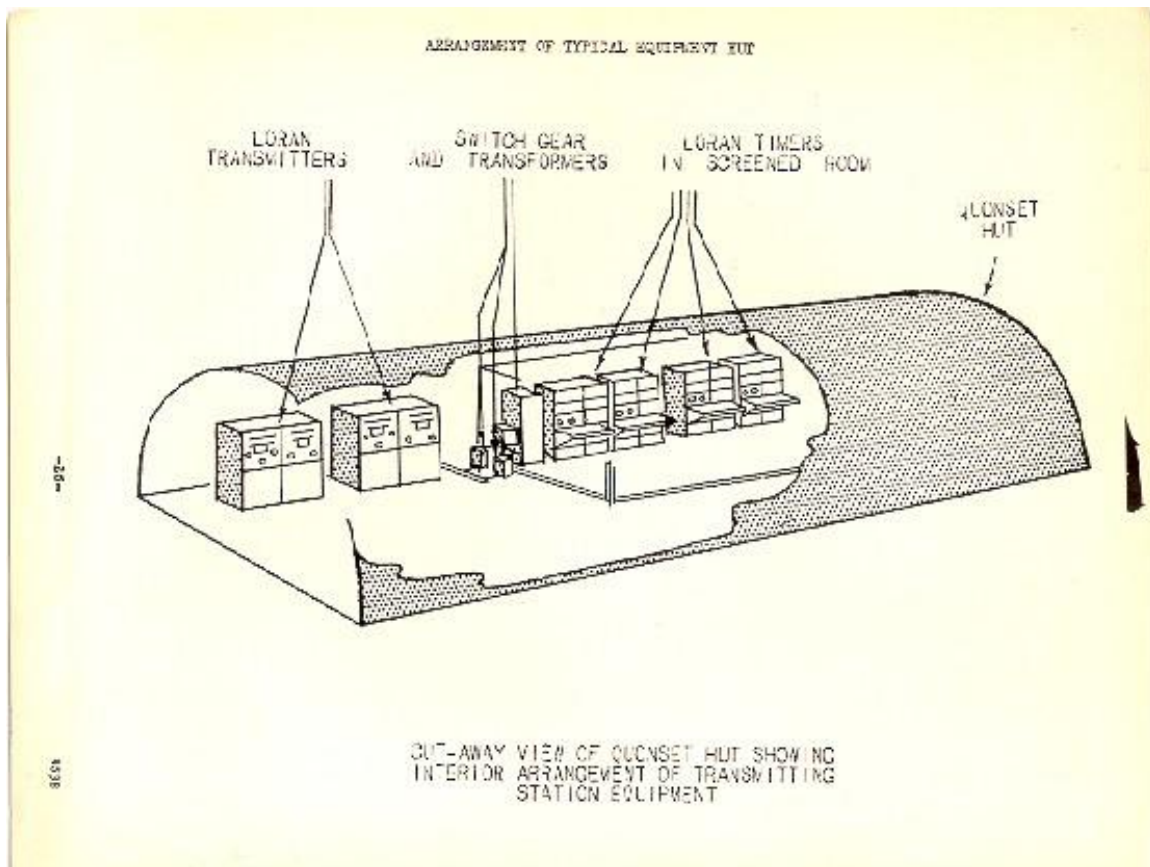 ARRANGEMENT OF TYPICAL EQUIPMENT HUT
LORAN
TRANSMITTERS
SWITCH GEAR
AND TRANSFORMERS
LORAN TIMERS
IN SCREENED ROOM
QUONSET
HUT
CUT-AWAY VIEW OF QUONSET HUT SHOWING
INTERIOR ARRANGEMENT OF TRANSMITTING
STATION EQUIPMENT